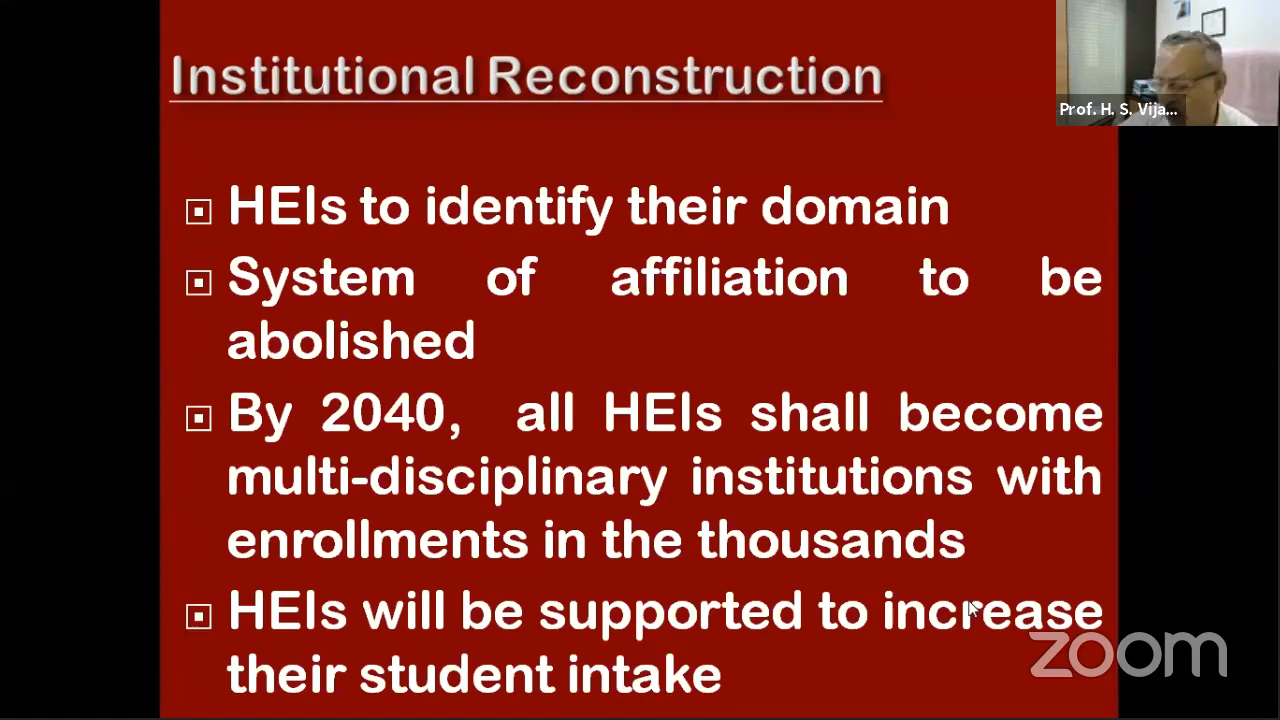 Institutional Reconstruction
Prof. H. S. Vija...
HEIs to identify their domain
System of affiliation to be
abolished
By 2040, all HEIs shall become
multi-disciplinary institutions with
enrollments in the thousands
HEIs will be supported to increase
their student intake
zoom